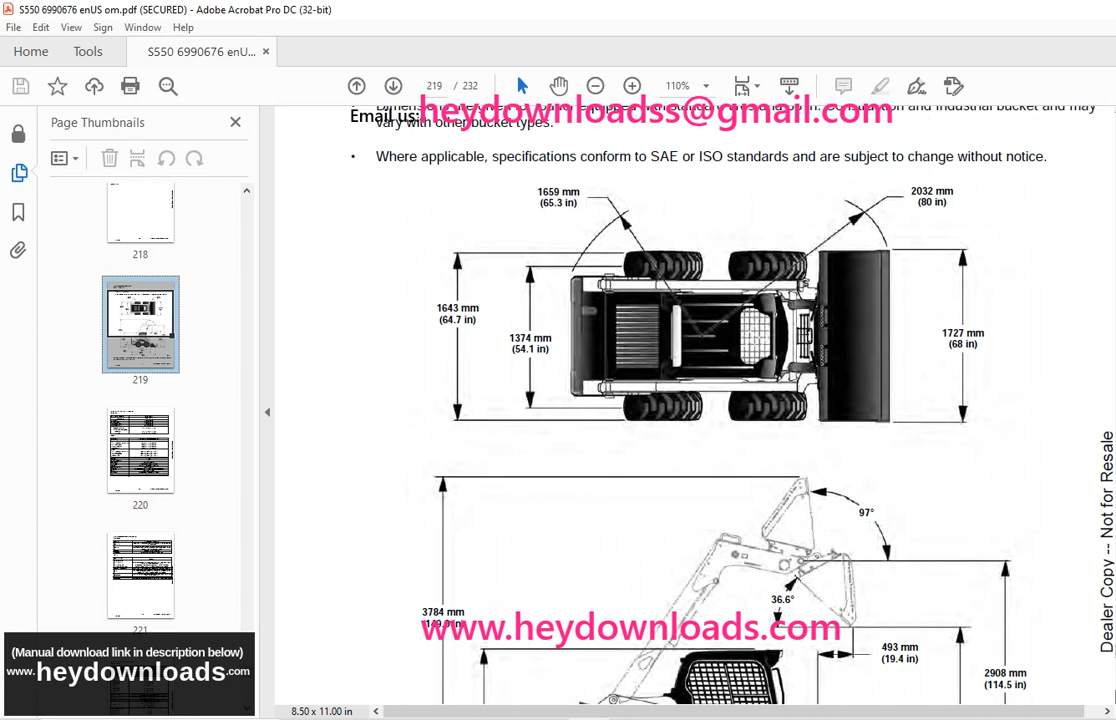 S550 6990676 enUS om.pdf (SECURED) - Adobe Acrobat Pro DC (32-bit)
File Edit View Sign Window Help
Home Tools S550 6990676 enU... ×
219 / 232 110%
Email us: heydownloadss@gmail.com
vary with other bucket types.
Page Thumbnails
• Where applicable, specifications conform to SAE or ISO standards and are subject to change without notice.
1659 mm
(65.3 in)
2032 mm
(80 in)
1643 mm
(64.7 in)
1374 mm
(54.1 in)
1727 mm
(68 in)
218
219
220
221
97°
36.6°
3784 mm
www.heydownloads.com
493 mm
(19.4 in)
2908 mm
(114.5 in)
Dealer Copy -- Not for Resale
(Manual download link in description below)
www.heydownloads.com
8.50 x 11.00 in